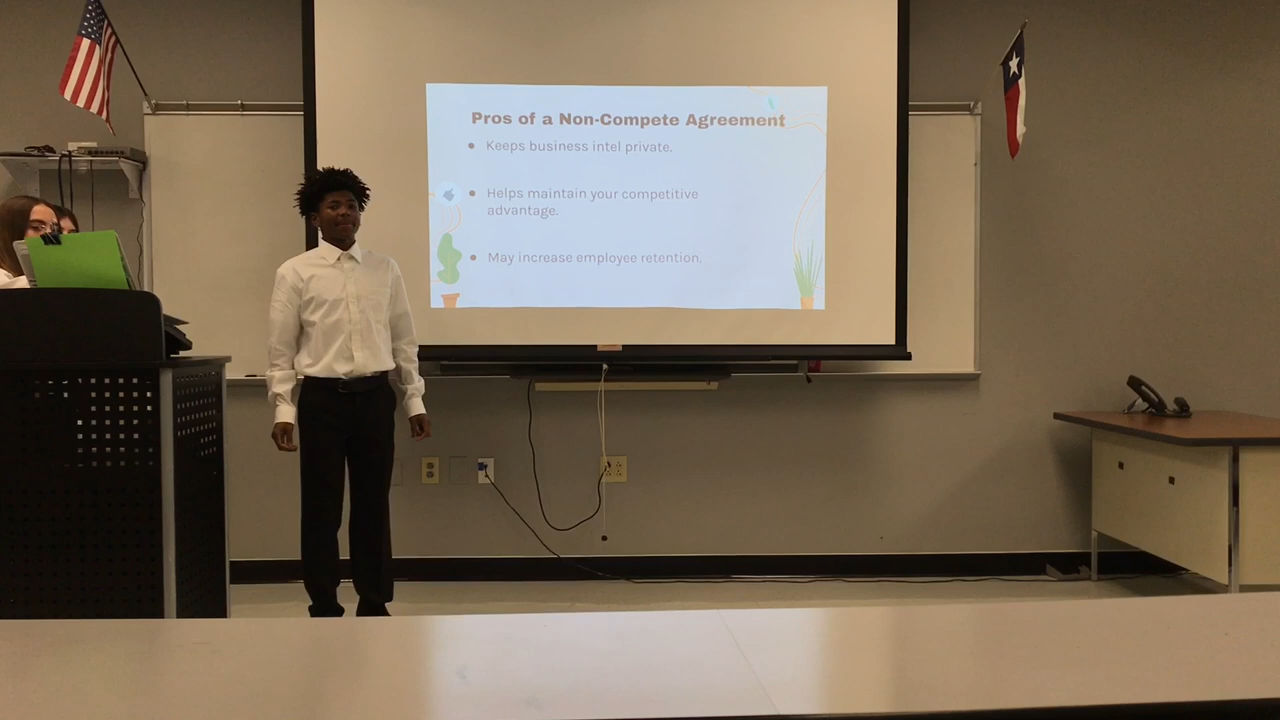 Pros of a Non-Compete Agreement
● Keeps business intel private.
● Helps maintain your competitive
advantage.
● May increase employee retention.